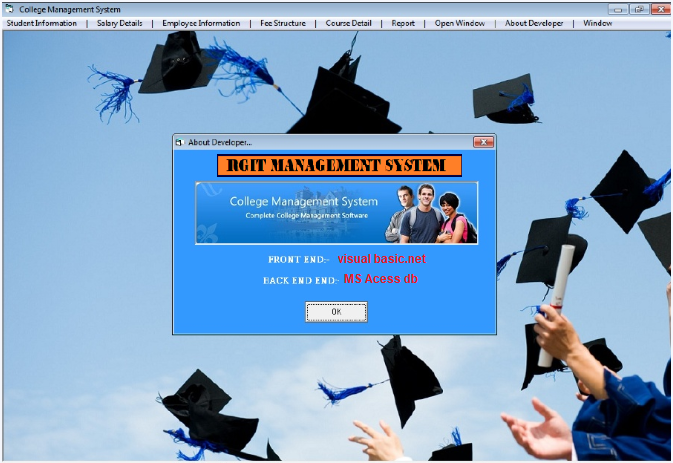 College Management System
Student Information | Salary Details | Employee Information | Fee Structure | Course Detail | Report | Open Window | About Developer | Window
About Developer...
RGIT MANAGEMENT SYSTEM
College Management System
Complete College Management Software
FRONT END:- visual basic.net
BACK END END:- MS Acess db
OK